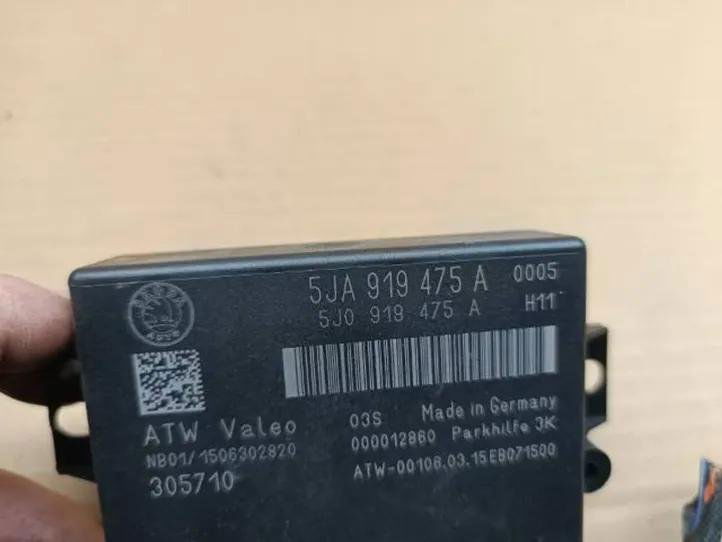 5JA 919 475 A 0005
5J0 919 475 A H11
ATW Valeo 03S Made in Germany
NB01/1506302820 000012860 Parkhilfe 3K
305710 ATW-00106.03.15EB071500